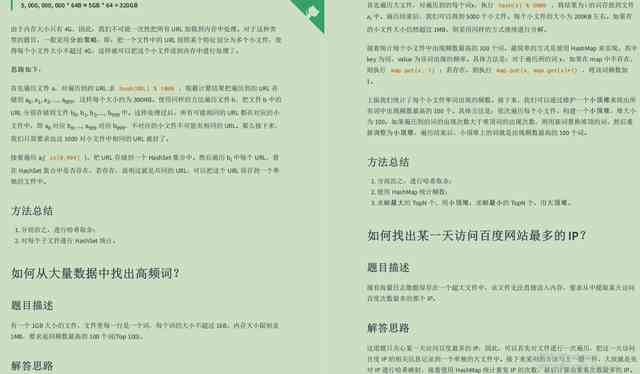 5, 000, 000, 000 * 64B ≈ 5GB * 64 = 320GB
由于内存大小只有 4G，因此，我们不可能一次性把所有 URL 加载到内存中处理。对于这种类
型的题目，一般采用分治策略，即：把一个文件中的 URL 按照某个特征划分为多个小文件，使
得每个小文件大小不超过 4G，这样就可以把这个小文件读到内存中进行处理了。
思路如下：
首先遍历文件 a，对遍历到的 URL 求 hash(URL) % 1000 ，根据计算结果把遍历到的 URL 存
储到 a0, a1, a2, ..., a999，这样每个大小约为 300MB。使用同样的方法遍历文件 b，把文件 b 中的
URL 分别存储到文件 b0, b1, b2, ..., b999 中。这样处理过后，所有可能相同的 URL 都在对应的小
文件中，即 a0 对应 b0, ..., a999 对应 b999，不对应的小文件不可能有相同的 URL。那么接下来，
我们只需要求出这 1000 对小文件中相同的 URL 就好了。
接着遍历 ai( i∈[0,999] )，把 URL 存储到一个 HashSet 集合中。然后遍历 bi 中每个 URL，看
在 HashSet 集合中是否存在，若存在，说明这就是共同的 URL，可以把这个 URL 保存到一个单
独的文件中。
方法总结
1. 分而治之，进行哈希取余；
2. 对每个子文件进行 HashSet 统计。
如何从大量数据中找出高频词？
题目描述
有一个 1GB 大小的文件，文件里每一行是一个词，每个词的大小不超过 16B，内存大小限制是
1MB，要求返回频数最高的 100 个词(Top 100)。
解答思路
首先遍历大文件，对遍历到的每个词x，执行 hash(x) % 5000 ，将结果为 i 的词存放到文件
ai 中。遍历结束后，我们可以得到 5000 个小文件。每个小文件的大小为 200KB 左右。如果有
的小文件大小仍然超过 1MB，则采用同样的方式继续进行分解。
接着统计每个小文件中出现频数最高的 100 个词。最简单的方式是使用 HashMap 来实现。其中
key 为词，value 为该词出现的频率。具体方法是：对于遍历到的词 x，如果在 map 中不存在，
则执行 map.put(x, 1) ；若存在，则执行 map.put(x, map.get(x)+1) ，将该词频数加
1。
上面我们统计了每个小文件单词出现的频数。接下来，我们可以通过维护一个小顶堆来找出所
有词中出现频数最高的 100 个。具体方法是：依次遍历每个小文件，构建一个小顶堆，堆大小
为 100。如果遍历到的词的出现次数大于堆顶词的出现次数，则用新词替换堆顶的词，然后重
新调整为小顶堆，遍历结束后，小顶堆上的词就是出现频数最高的 100 个词。
方法总结
1. 分而治之，进行哈希取余；
2. 使用 HashMap 统计频数；
3. 求解最大的 TopN 个，用小顶堆；求解最小的 TopN 个，用大顶堆。
如何找出某一天访问百度网站最多的 IP？
题目描述
现有海量日志数据保存在一个超大文件中，该文件无法直接读入内存，要求从中提取某天访问
百度次数最多的那个 IP。
解答思路
这道题只关心某一天访问百度最多的 IP，因此，可以首先对文件进行一次遍历，把这一天访问
百度 IP 的相关信息记录到一个单独的大文件中。接下来采用的方法与上一题一样，大致就是先
对 IP 进行哈希映射，接着使用 HashMap 统计重复 IP 的次数，最后计算出重复次数最多的 IP。